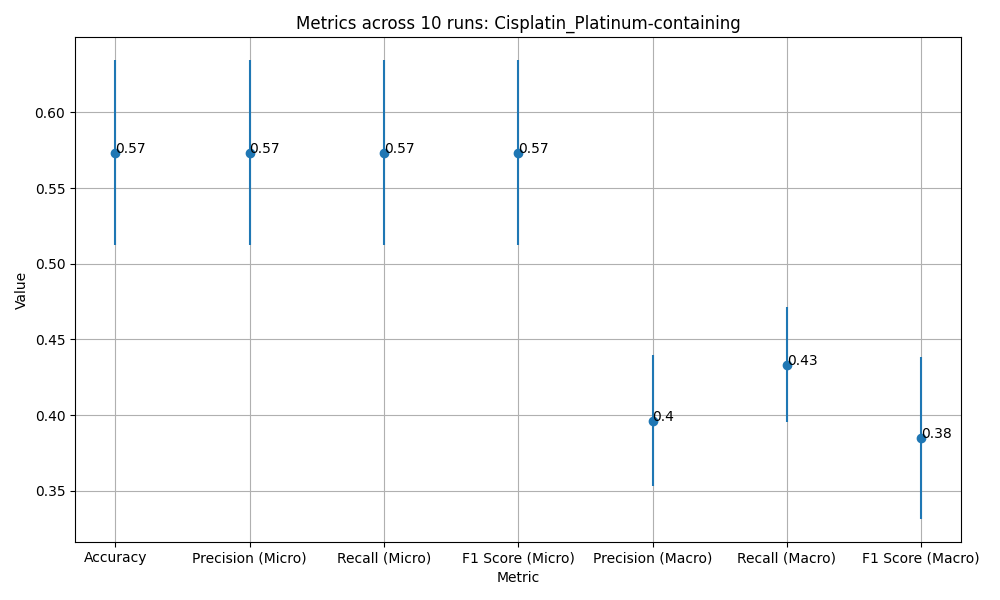 Metrics across 10 runs: Cisplatin_Platinum-containing
0.60
0.57 0.57 0.57 0.57
0.55
0.50
Value
0.45
0.43
0.40
0.4
0.38
0.35
Accuracy Precision (Micro) Recall (Micro) F1 Score (Micro) Precision (Macro) Recall (Macro) F1 Score (Macro)
Metric